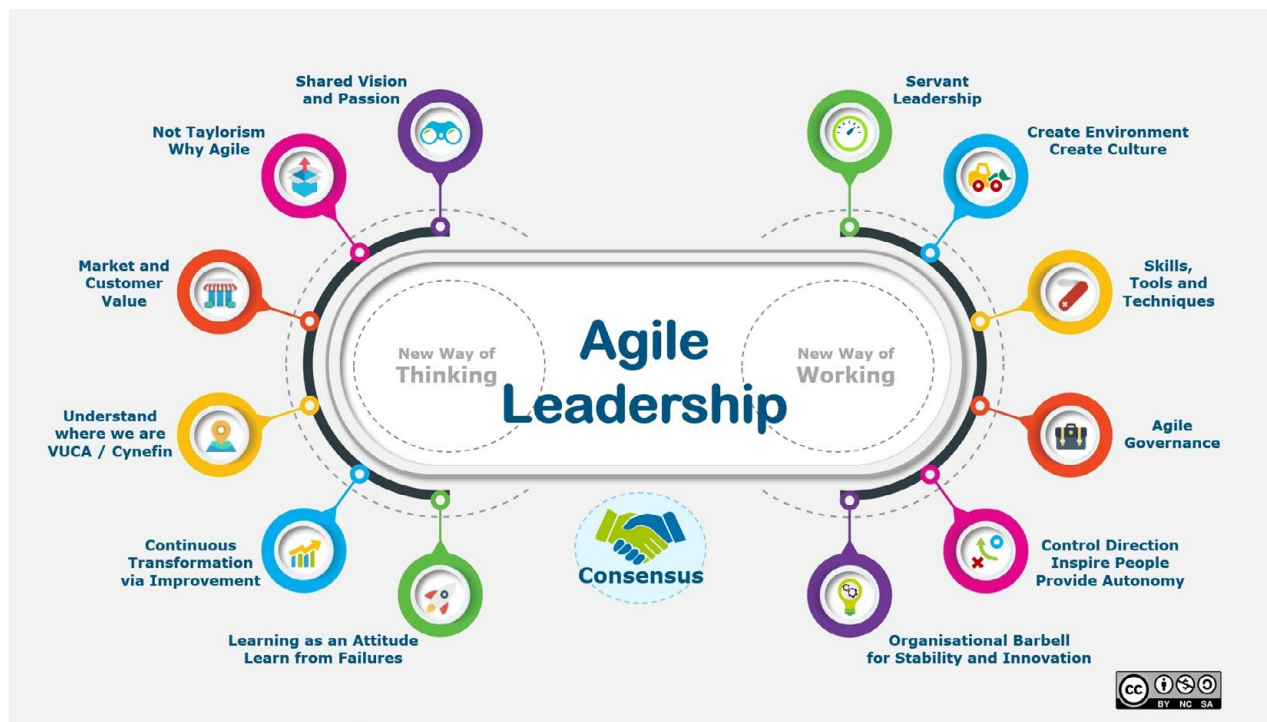 Shared Vision
and Passion
Not Taylorism
Why Agile
Market and
Customer
Value
Understand
where we are
VUCA / Cynefin
Continuous
Transformation
via Improvement
Learning as an Attitude
Learn from Failures
New Way of
Thinking
Agile
Leadership
New Way of
Working
Consensus
Servant
Leadership
Create Environment
Create Culture
Skills,
Tools and
Techniques
Agile
Governance
Control Direction
Inspire People
Provide Autonomy
Organisational Barbell
for Stability and Innovation
cc
BY NC SA